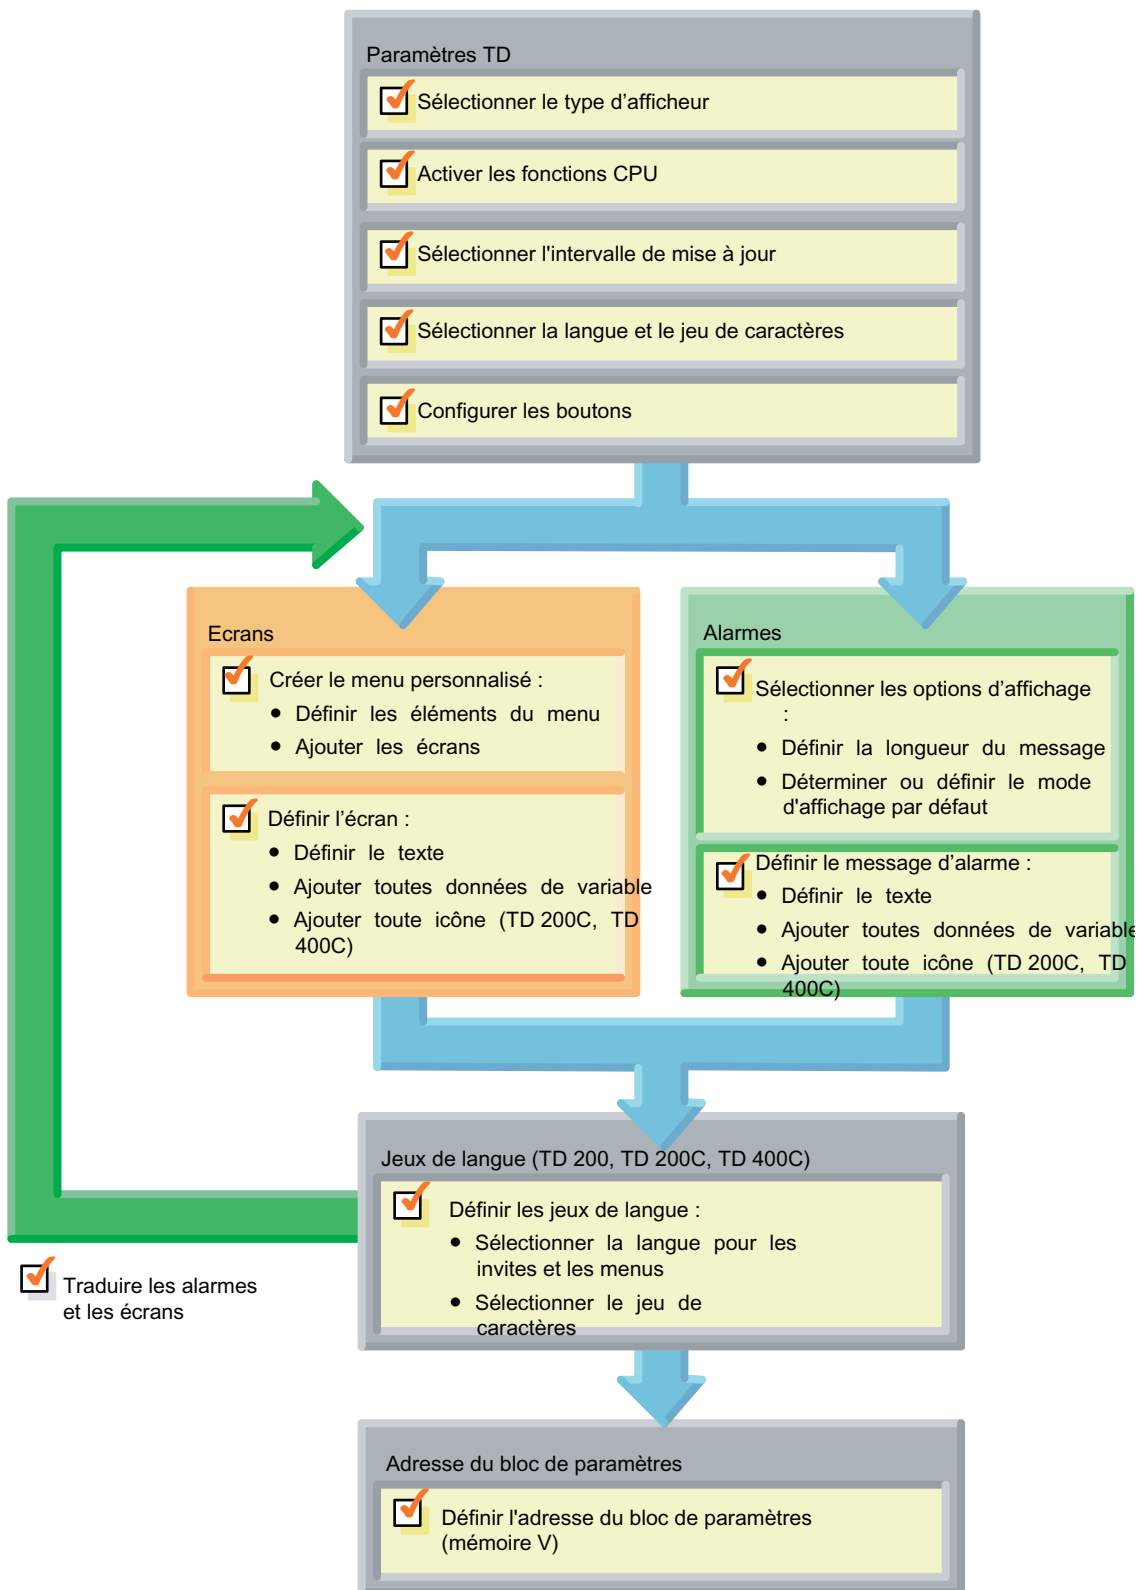 Paramètres TD
Sélectionner le type d’afficheur
Activer les fonctions CPU
Sélectionner l'intervalle de mise à jour
Sélectionner la langue et le jeu de caractères
Configurer les boutons
Ecrans
Créer le menu personnalisé :
• Définir les éléments du menu
• Ajouter les écrans
Définir l’écran :
• Définir le texte
• Ajouter toutes données de variable
• Ajouter toute icône (TD 200C, TD
400C)
Alarmes
Sélectionner les options d’affichage
:
• Définir la longueur du message
• Déterminer ou définir le mode
d'affichage par défaut
Définir le message d’alarme :
• Définir le texte
• Ajouter toutes données de variable
• Ajouter toute icône (TD 200C, TD
400C)
Jeux de langue (TD 200, TD 200C, TD 400C)
Définir les jeux de langue :
• Sélectionner la langue pour les
invites et les menus
• Sélectionner le jeu de
caractères
Traduire les alarmes
et les écrans
Adresse du bloc de paramètres
Définir l'adresse du bloc de paramètres
(mémoire V)